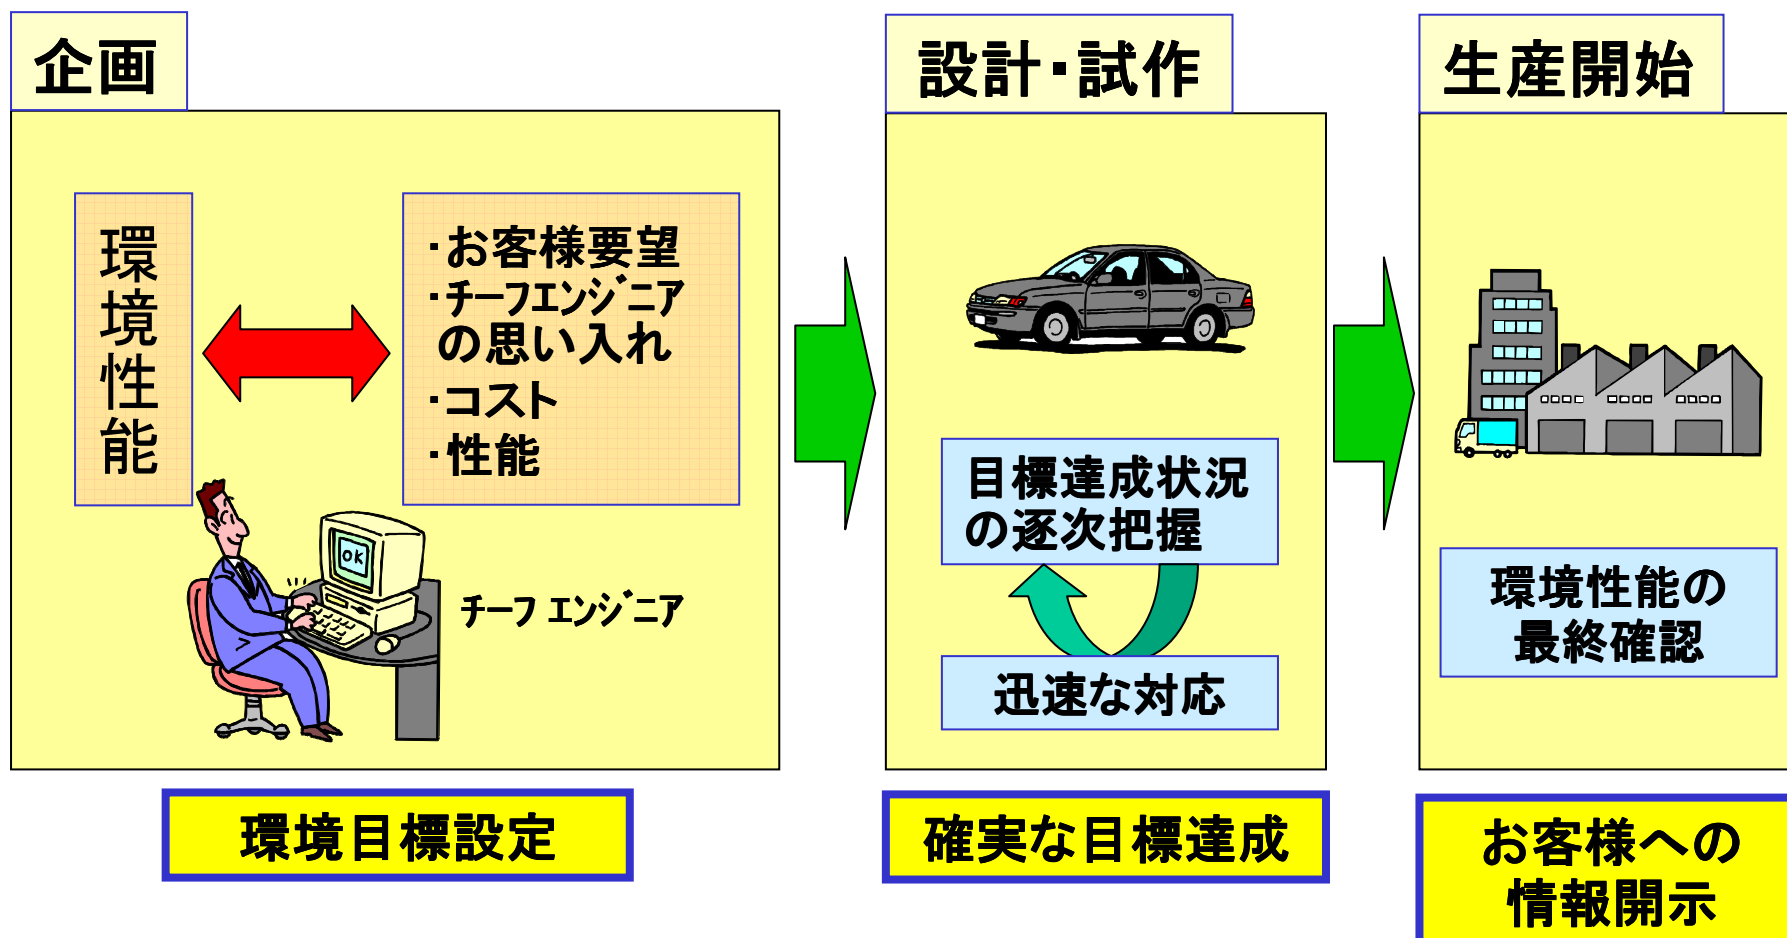 企画
環境性能
・お客様要望
・チーフエンジニア
の思い入れ
・コスト
・性能
OK
チーフ エンジニア
環境目標設定
設計・試作
目標達成状況
の逐次把握
迅速な対応
確実な目標達成
生産開始
環境性能の
最終確認
お客様への
情報開示